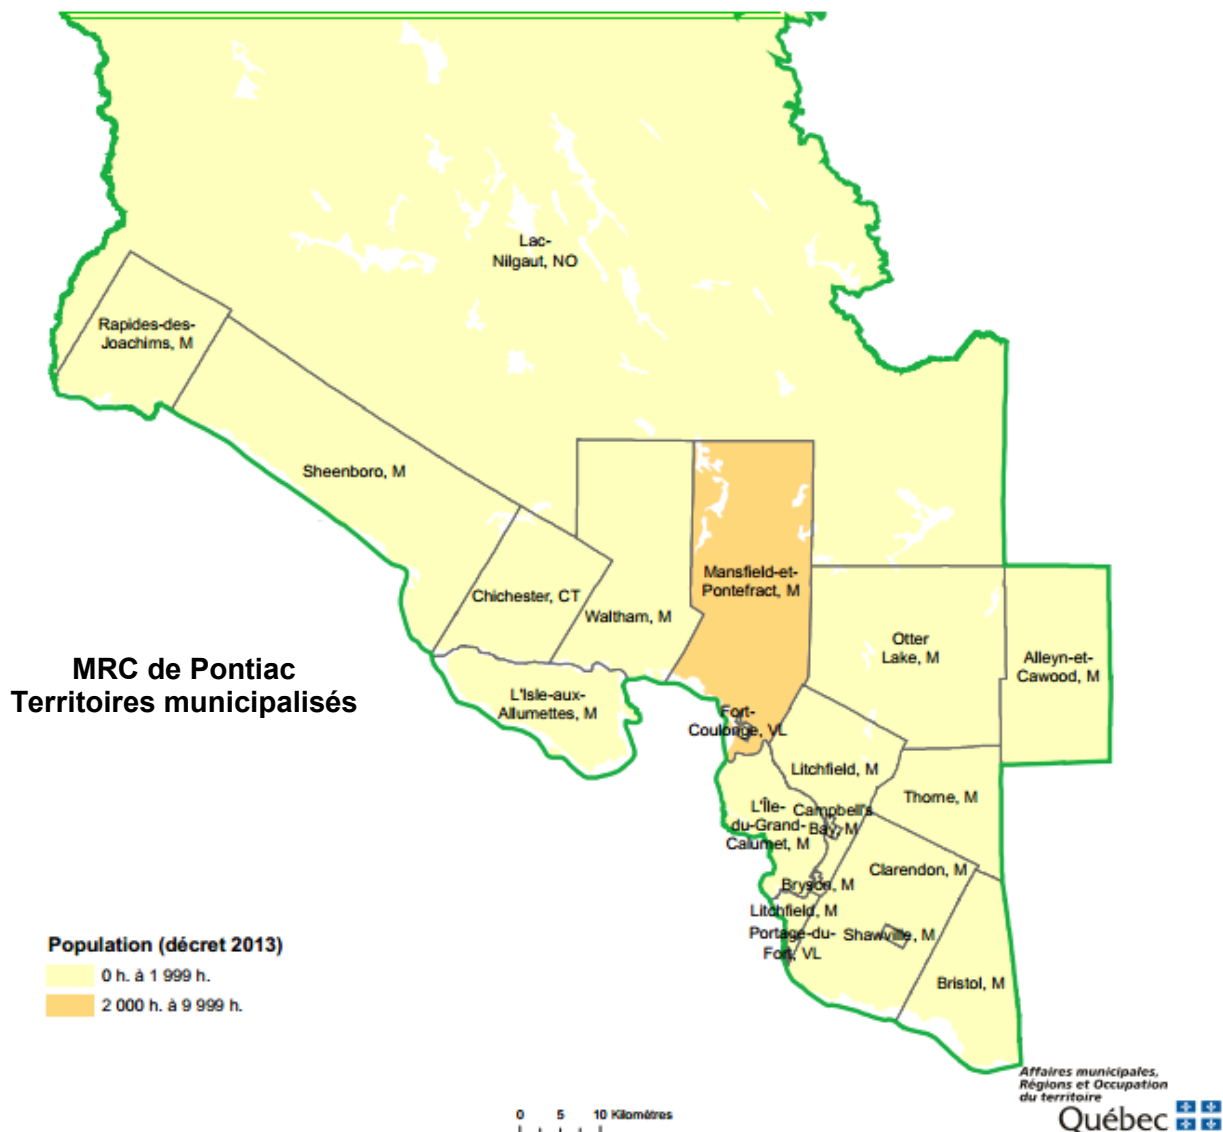 Lac-
Nilgaut, NO
Rapides-des-
Joachims, M
Sheenboro, M
Chichester, CT
Waltham, M
Mansfield-et-
Pontefract, M
Otter
Lake, M
Alleyn-et-
Cawood, M
MRC de Pontiac
Territoires municipalisés
L'Isle-aux-
Allumettes, M
Fort-
Coulonge, VL
Litchfield, M
Thorne, M
L'Île-
du-Grand-
Calumet, M
Campbell's
Bay, M
Clarendon, M
Bryson, M
Litchfield, M
Portage-du-
Fort, VL
Shawville, M
Bristol, M
Population (décret 2013)
0 h. à 1 999 h.
2 000 h. à 9 999 h.
0 5 10 Kilomètres
Affaires municipales,
Régions et Occupation
du territoire
Québec